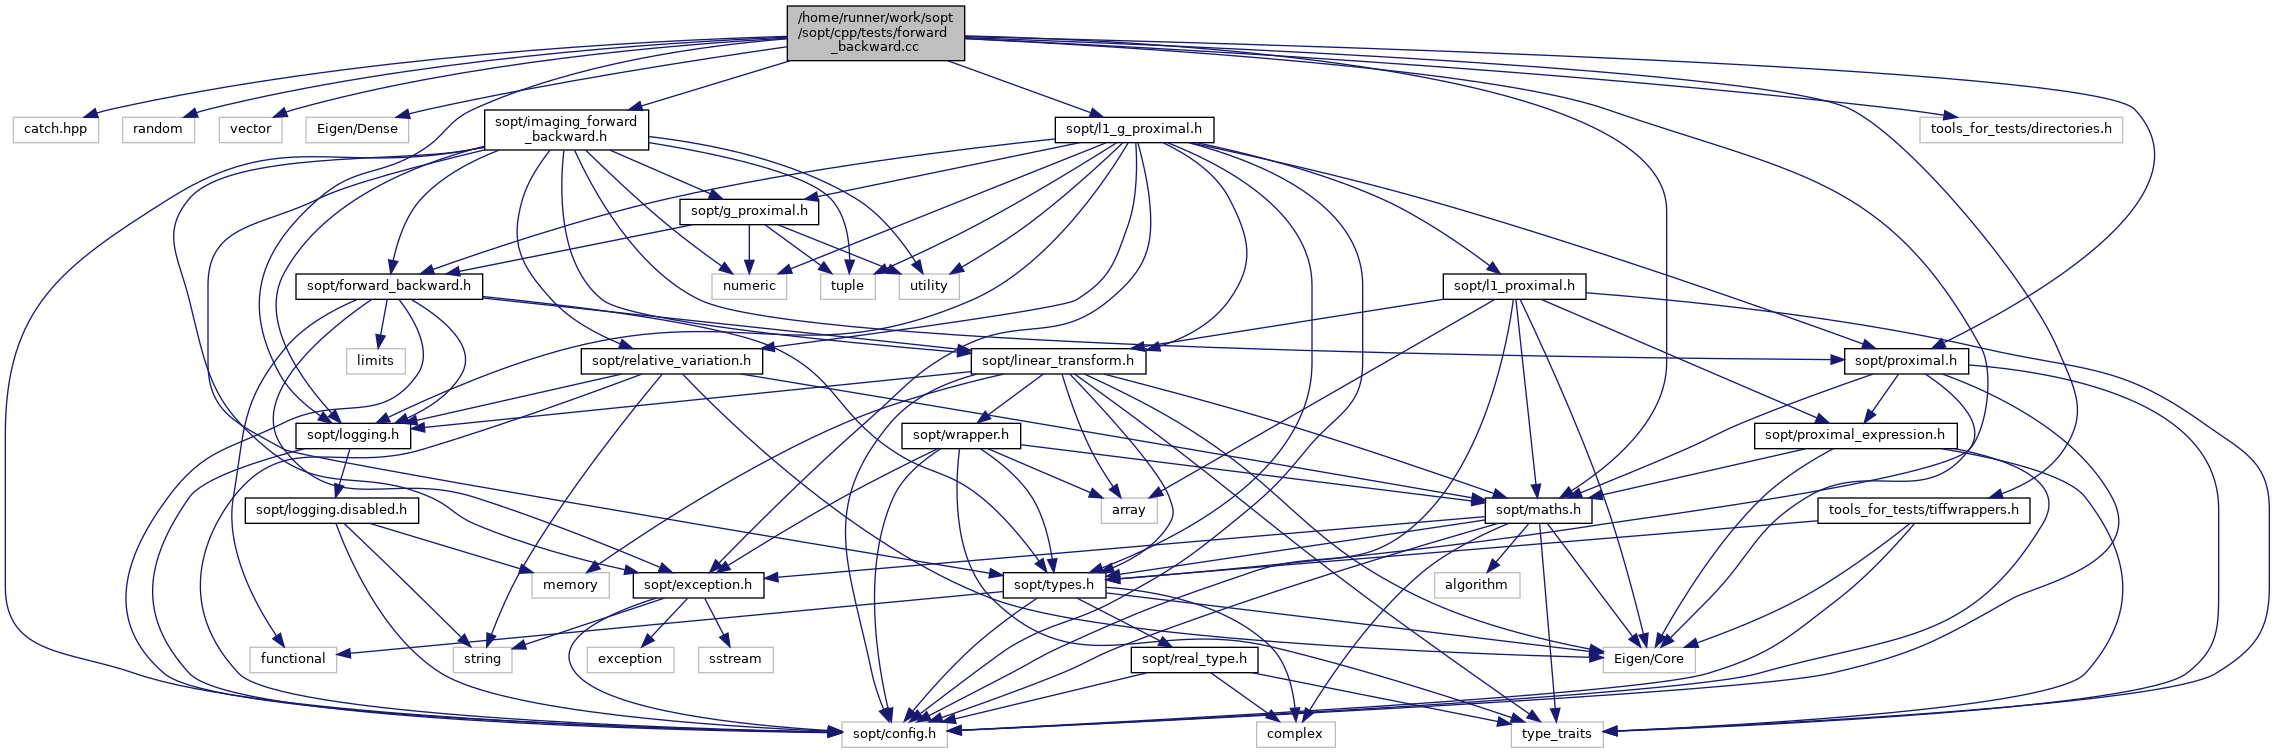 /home/runner/work/sopt
/sopt/cpp/tests/forward
_backward.cc
catch.hpp
random
vector
Eigen/Dense
sopt/imaging_forward
_backward.h
sopt/l1_g_proximal.h
tools_for_tests/directories.h
sopt/g_proximal.h
sopt/forward_backward.h
numeric
tuple
utility
sopt/l1_proximal.h
limits
sopt/relative_variation.h
sopt/linear_transform.h
sopt/proximal.h
sopt/logging.h
sopt/wrapper.h
sopt/proximal_expression.h
sopt/logging.disabled.h
array
sopt/maths.h
tools_for_tests/tiffwrappers.h
memory
sopt/exception.h
sopt/types.h
algorithm
functional
string
exception
sstream
sopt/real_type.h
Eigen/Core
sopt/config.h
complex
type_traits